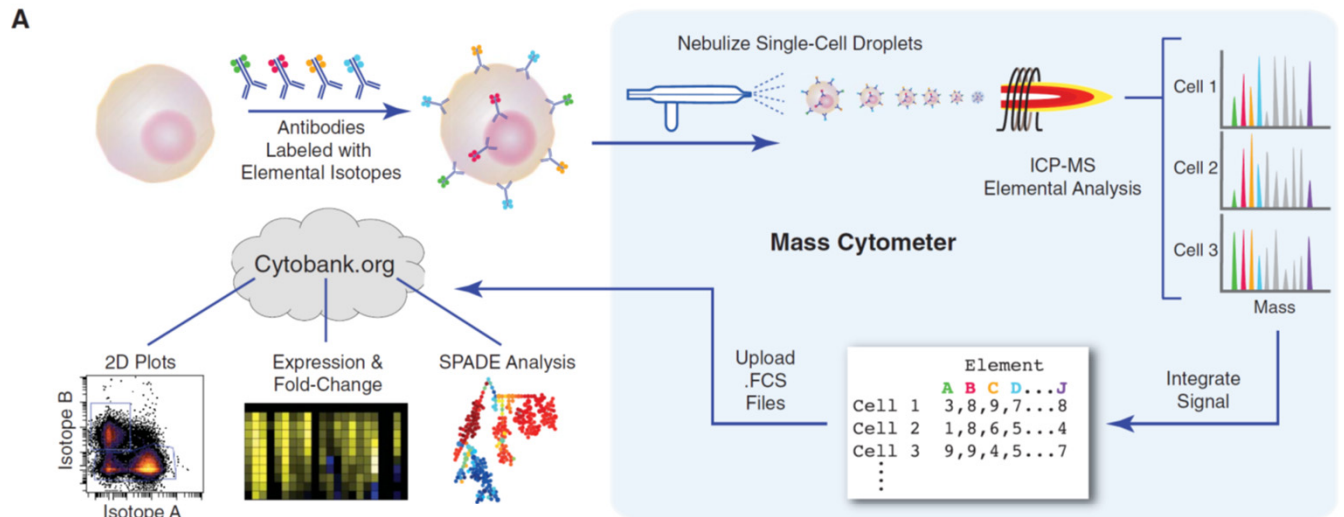 A
Antibodies
Labeled with
Elemental Isotopes
Nebulize Single-Cell Droplets
ICP-MS
Elemental Analysis
Cell 1
Cell 2
Cell 3
Mass
Mass Cytometer
Integrate
Signal
Element
A B C D...J
Cell 1 3,8,9,7...8
Cell 2 1,8,6,5...4
Cell 3 9,9,4,5...7
Upload
.FCS
Files
Cytobank.org
2D Plots
Isotope B
Isotope A
Expression &
Fold-Change
SPADE Analysis